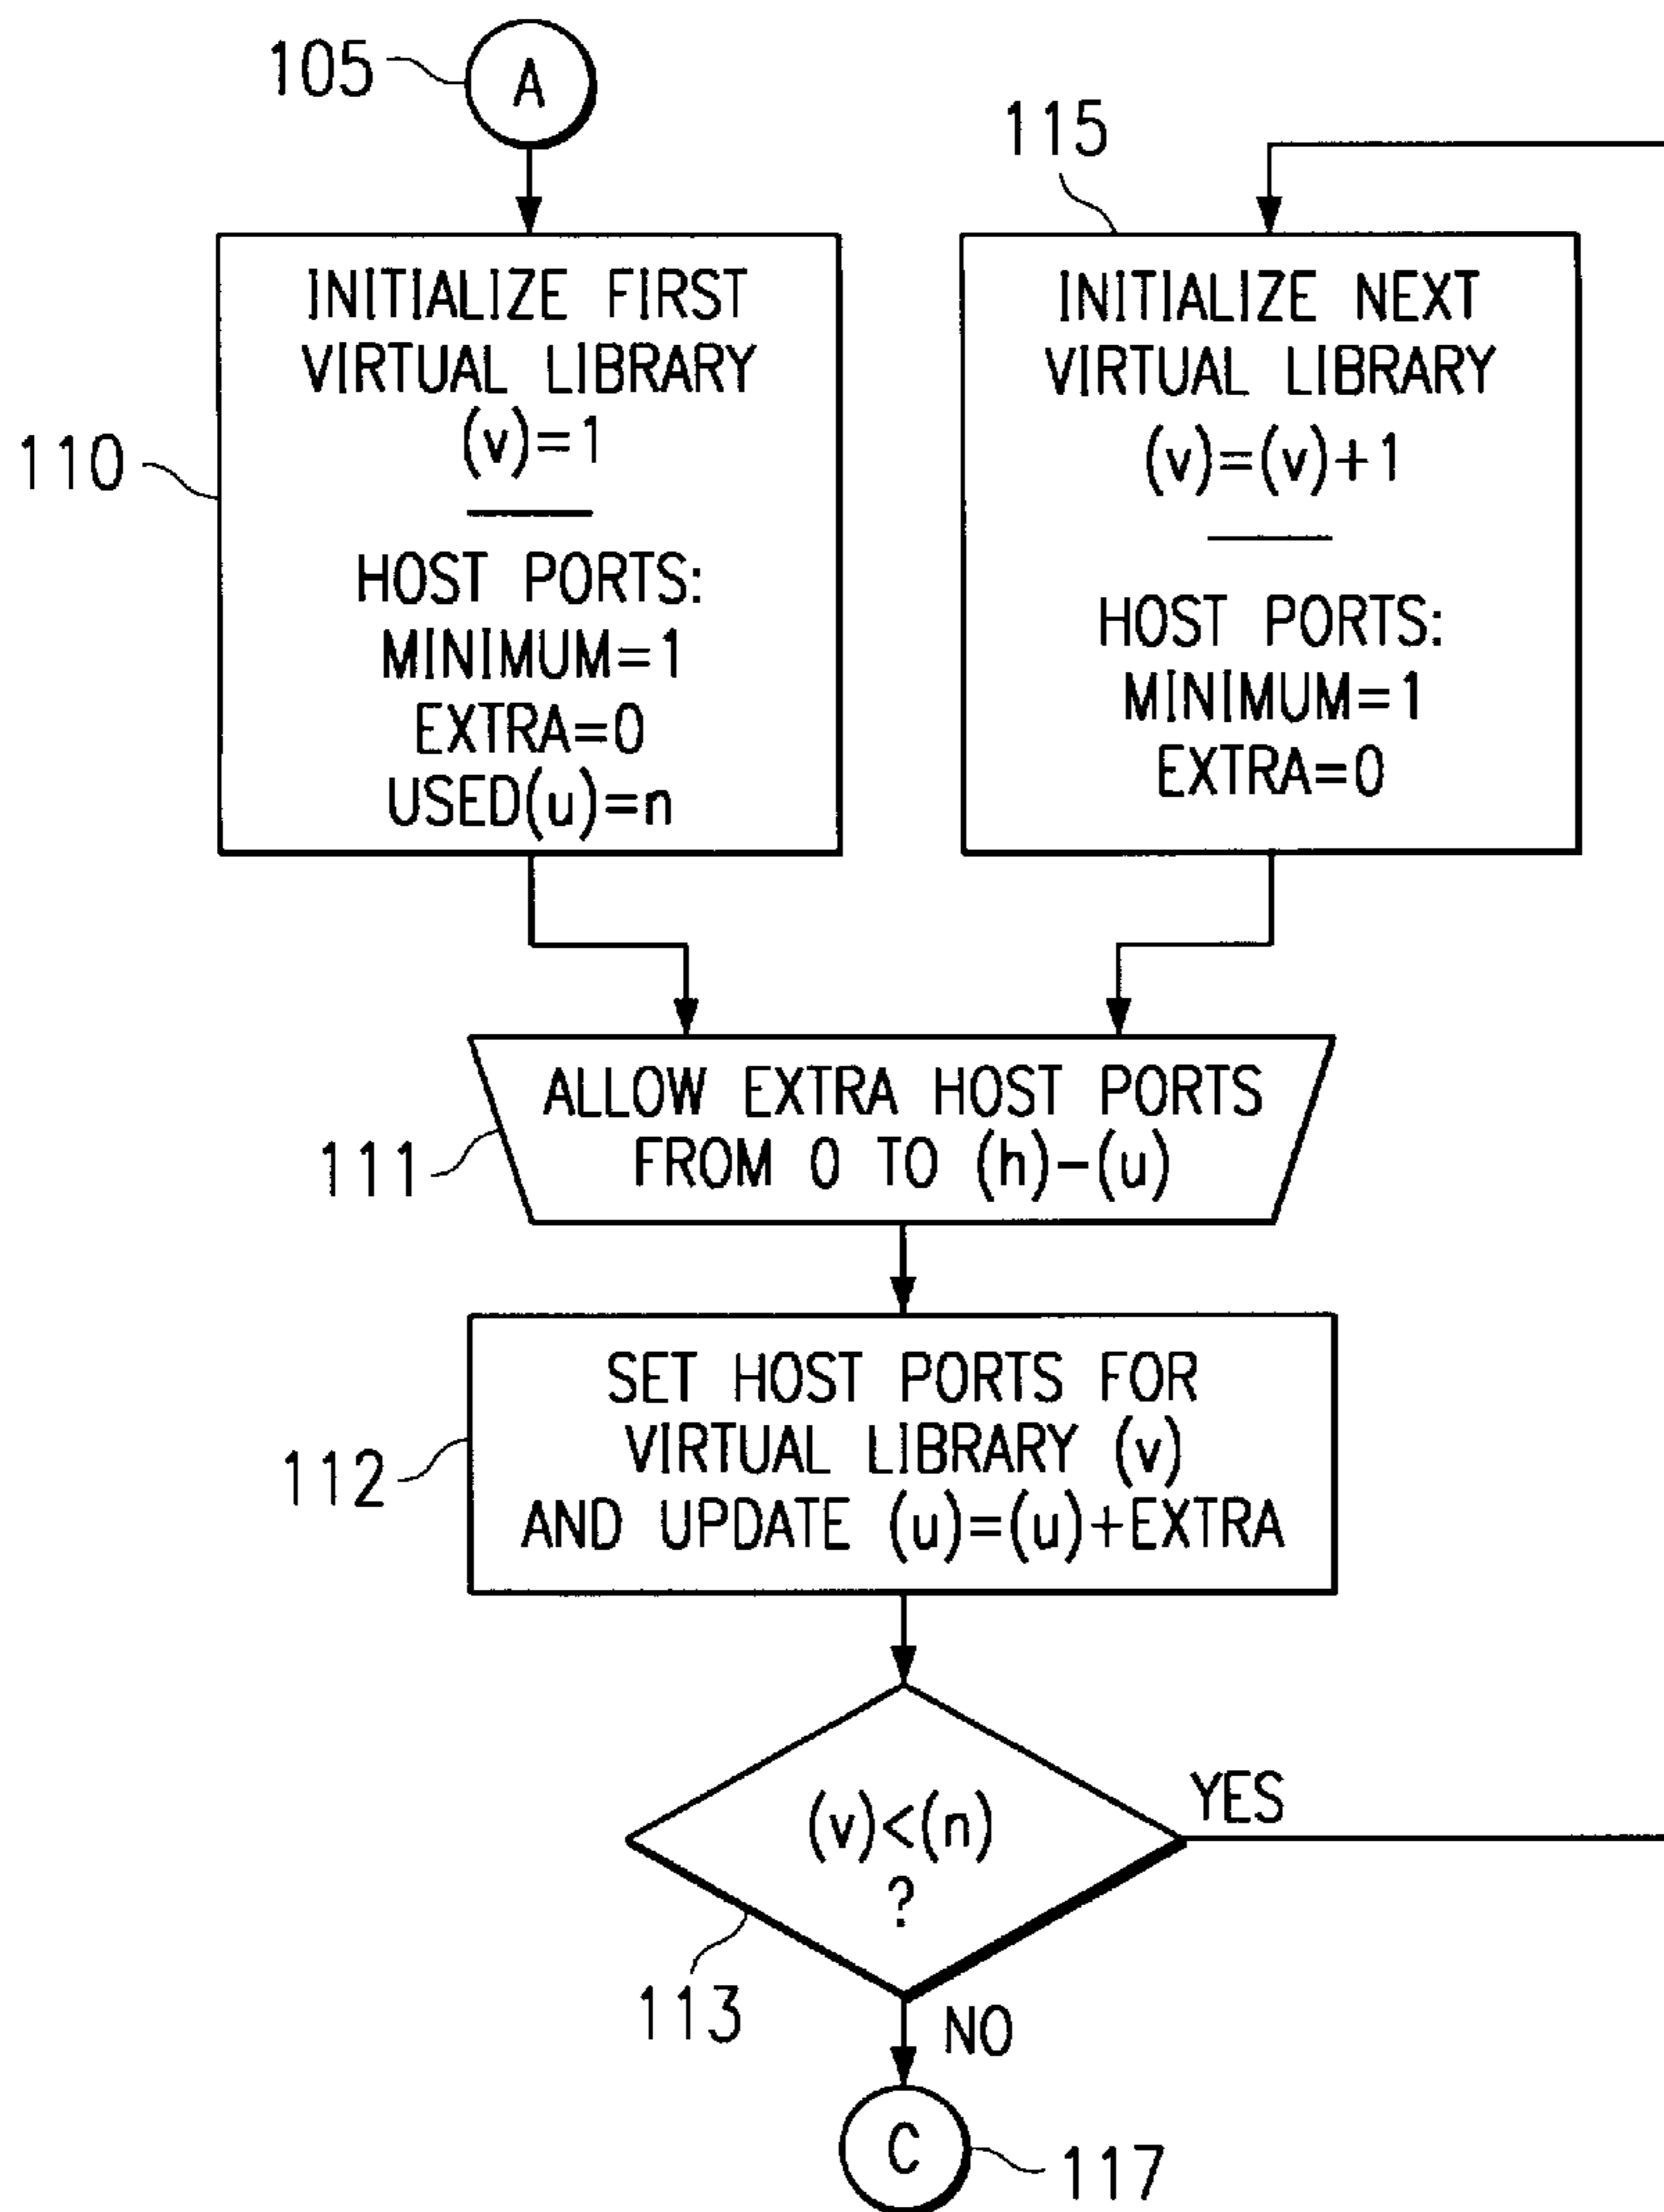 105
A
115
INITIALIZE FIRST
VIRTUAL LIBRARY
(v)=1
HOST PORTS:
MINIMUM=1
EXTRA=0
USED(u)=n
110
INITIALIZE NEXT
VIRTUAL LIBRARY
(v)=(v)+1
HOST PORTS:
MINIMUM=1
EXTRA=0
ALLOW EXTRA HOST PORTS
FROM 0 TO (h)-(u)
111
SET HOST PORTS FOR
VIRTUAL LIBRARY (v)
AND UPDATE (u)=(u)+EXTRA
112
(v)<(n)
?
YES
113
NO
C
117